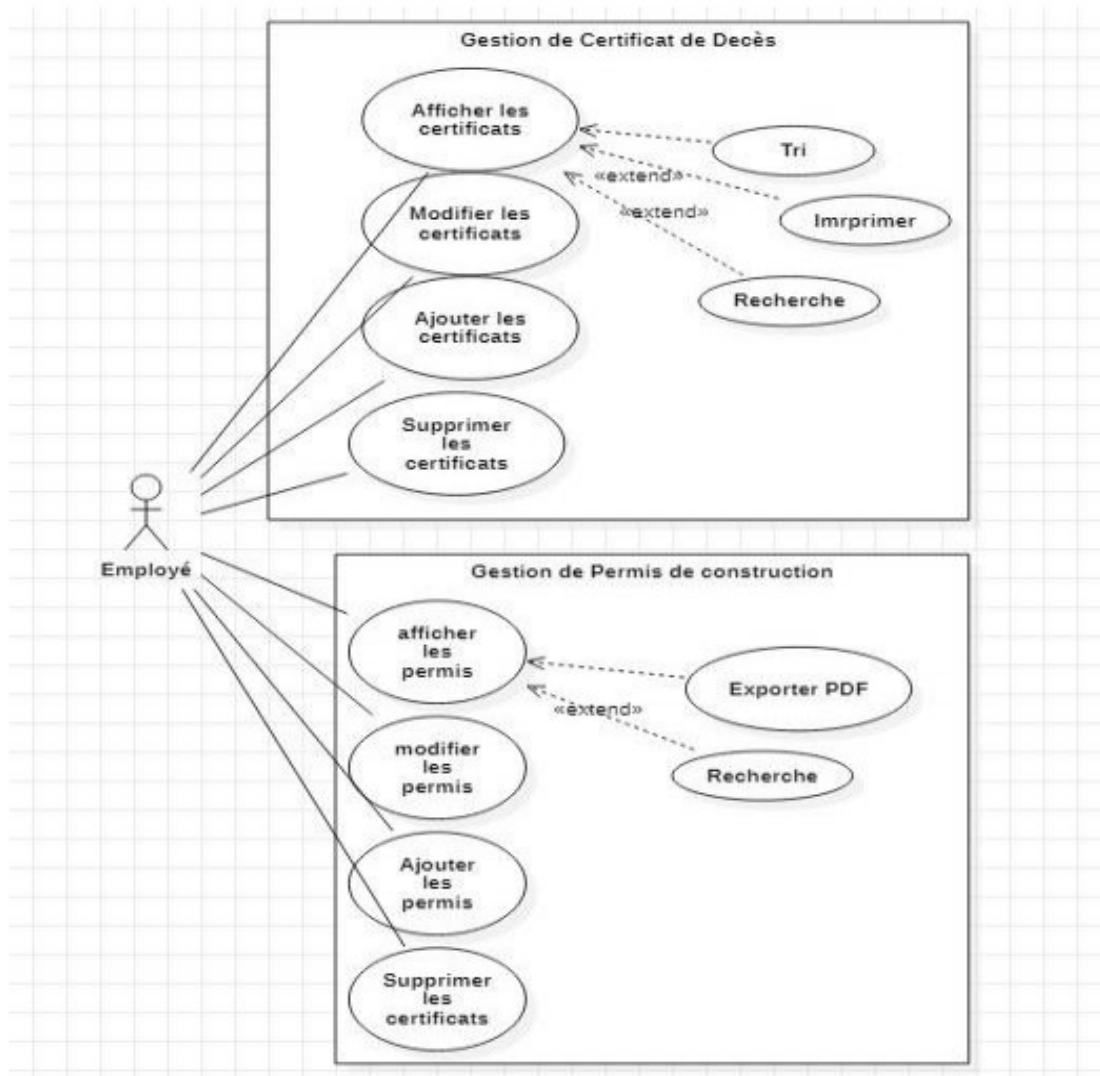 Gestion de Certificat de Decès
Afficher les
certificats
Tri
«extend»
Imrprimer
Modifier les
certificats
«extend»
Recherche
Ajouter les
certificats
Supprimer
les
certificats
Employé
Gestion de Permis de construction
afficher
les
permis
Exporter PDF
«extend»
Recherche
modifier
les
permis
Ajouter
les
permis
Supprimer
les
certificats